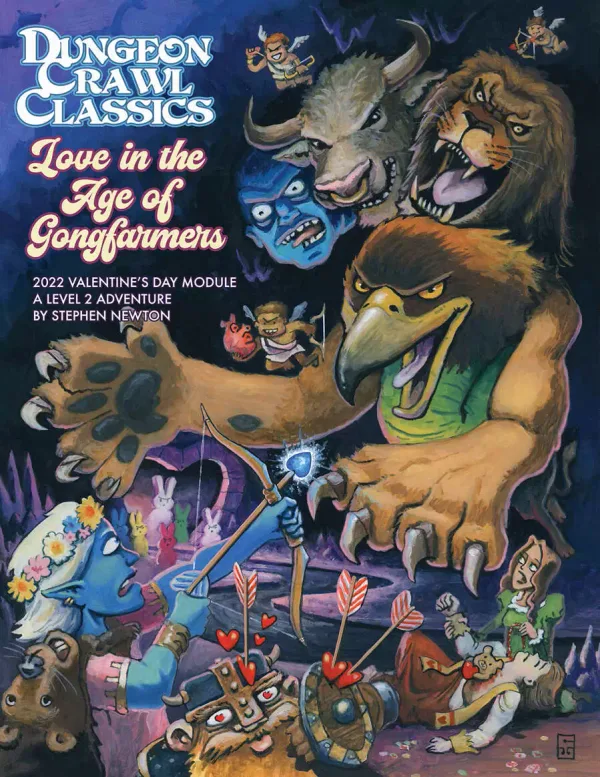 DUNGEON
CRAWL
CLASSICS
Love in the
Age of
Gongfarmers
2022 VALENTINE'S DAY MODULE
A LEVEL 2 ADVENTURE
BY STEPHEN NEWTON